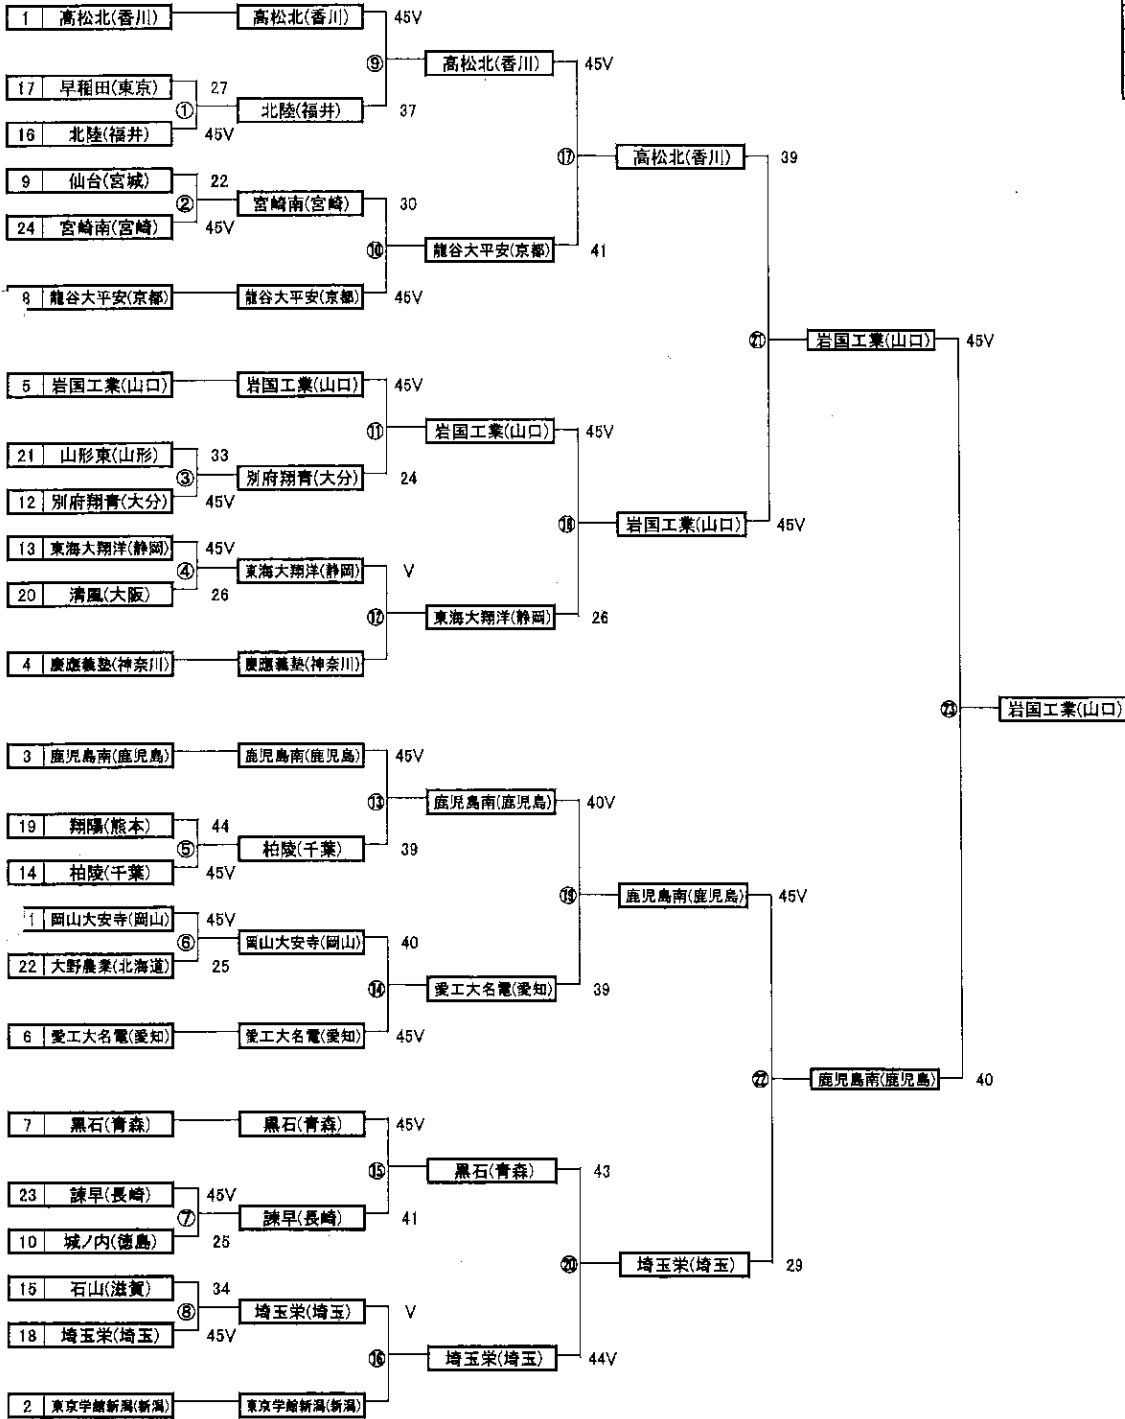 1 高松北(香川) 高松北(香川) 45V
⑨ 高松北(香川) 45V
17 早稲田(東京) 27
① 北陸(福井) 37
16 北陸(福井) 45V
⑰ 高松北(香川) 39
9 仙台(宮城) 22
② 宮崎南(宮崎) 30
24 宮崎南(宮崎) 45V
⑩ 龍谷大平安(京都) 41
8 龍谷大平安(京都) 龍谷大平安(京都) 45V
㉑ 岩国工業(山口) 45V
5 岩国工業(山口) 岩国工業(山口) 45V
⑪ 岩国工業(山口) 45V
21 山形東(山形) 33
③ 別府翔青(大分) 24
12 別府翔青(大分) 45V
⑱ 岩国工業(山口) 45V
13 東海大翔洋(静岡) 45V
④ 東海大翔洋(静岡) V
20 清風(大阪) 26
⑫ 東海大翔洋(静岡) 26
4 慶應義塾(神奈川) 慶應義塾(神奈川)
㉓ 岩国工業(山口)
3 鹿児島南(鹿児島) 鹿児島南(鹿児島) 45V
⑬ 鹿児島南(鹿児島) 40V
19 翔陽(熊本) 44
⑤ 柏陵(千葉) 39
14 柏陵(千葉) 45V
⑲ 鹿児島南(鹿児島) 45V
1 岡山大安寺(岡山) 45V
⑥ 岡山大安寺(岡山) 40
22 大野農業(北海道) 25
⑭ 愛工大名電(愛知) 39
6 愛工大名電(愛知) 愛工大名電(愛知) 45V
㉒ 鹿児島南(鹿児島) 40
7 黒石(青森) 黒石(青森) 45V
⑮ 黒石(青森) 43
23 諫早(長崎) 45V
⑦ 諫早(長崎) 41
10 城ノ内(徳島) 25
⑳ 埼玉栄(埼玉) 29
15 石山(滋賀) 34
⑧ 埼玉栄(埼玉) V
18 埼玉栄(埼玉) 45V
⑯ 埼玉栄(埼玉) 44V
2 東京学館新潟(新潟) 東京学館新潟(新潟)